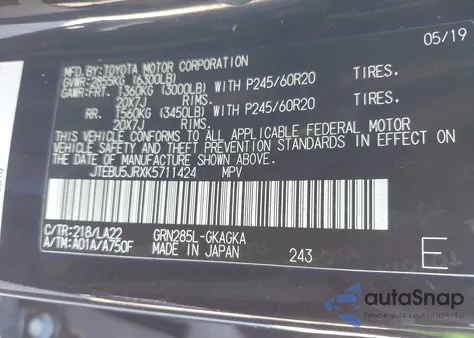 05/19
MFD.BY:TOYOTA MOTOR CORPORATION
GVWR:2855KG (6300LB)
GAWR:FRT. 1360KG (3000LB) WITH P245/60R20 TIRES.
20X7J RIMS.
RR. 1560KG (3450LB) WITH P245/60R20 TIRES.
20X7J RIMS.
THIS VEHICLE CONFORMS TO ALL APPLICABLE FEDERAL MOTOR
VEHICLE SAFETY AND THEFT PREVENTION STANDARDS IN EFFECT ON
THE DATE OF MANUFACTURE SHOWN ABOVE.
JTEBU5JRXK5711424 MPV
C/TR:218/LA22 GRN285L-GKAGKA
A/TM:A01A/A750F MADE IN JAPAN 243 E
autoSnap